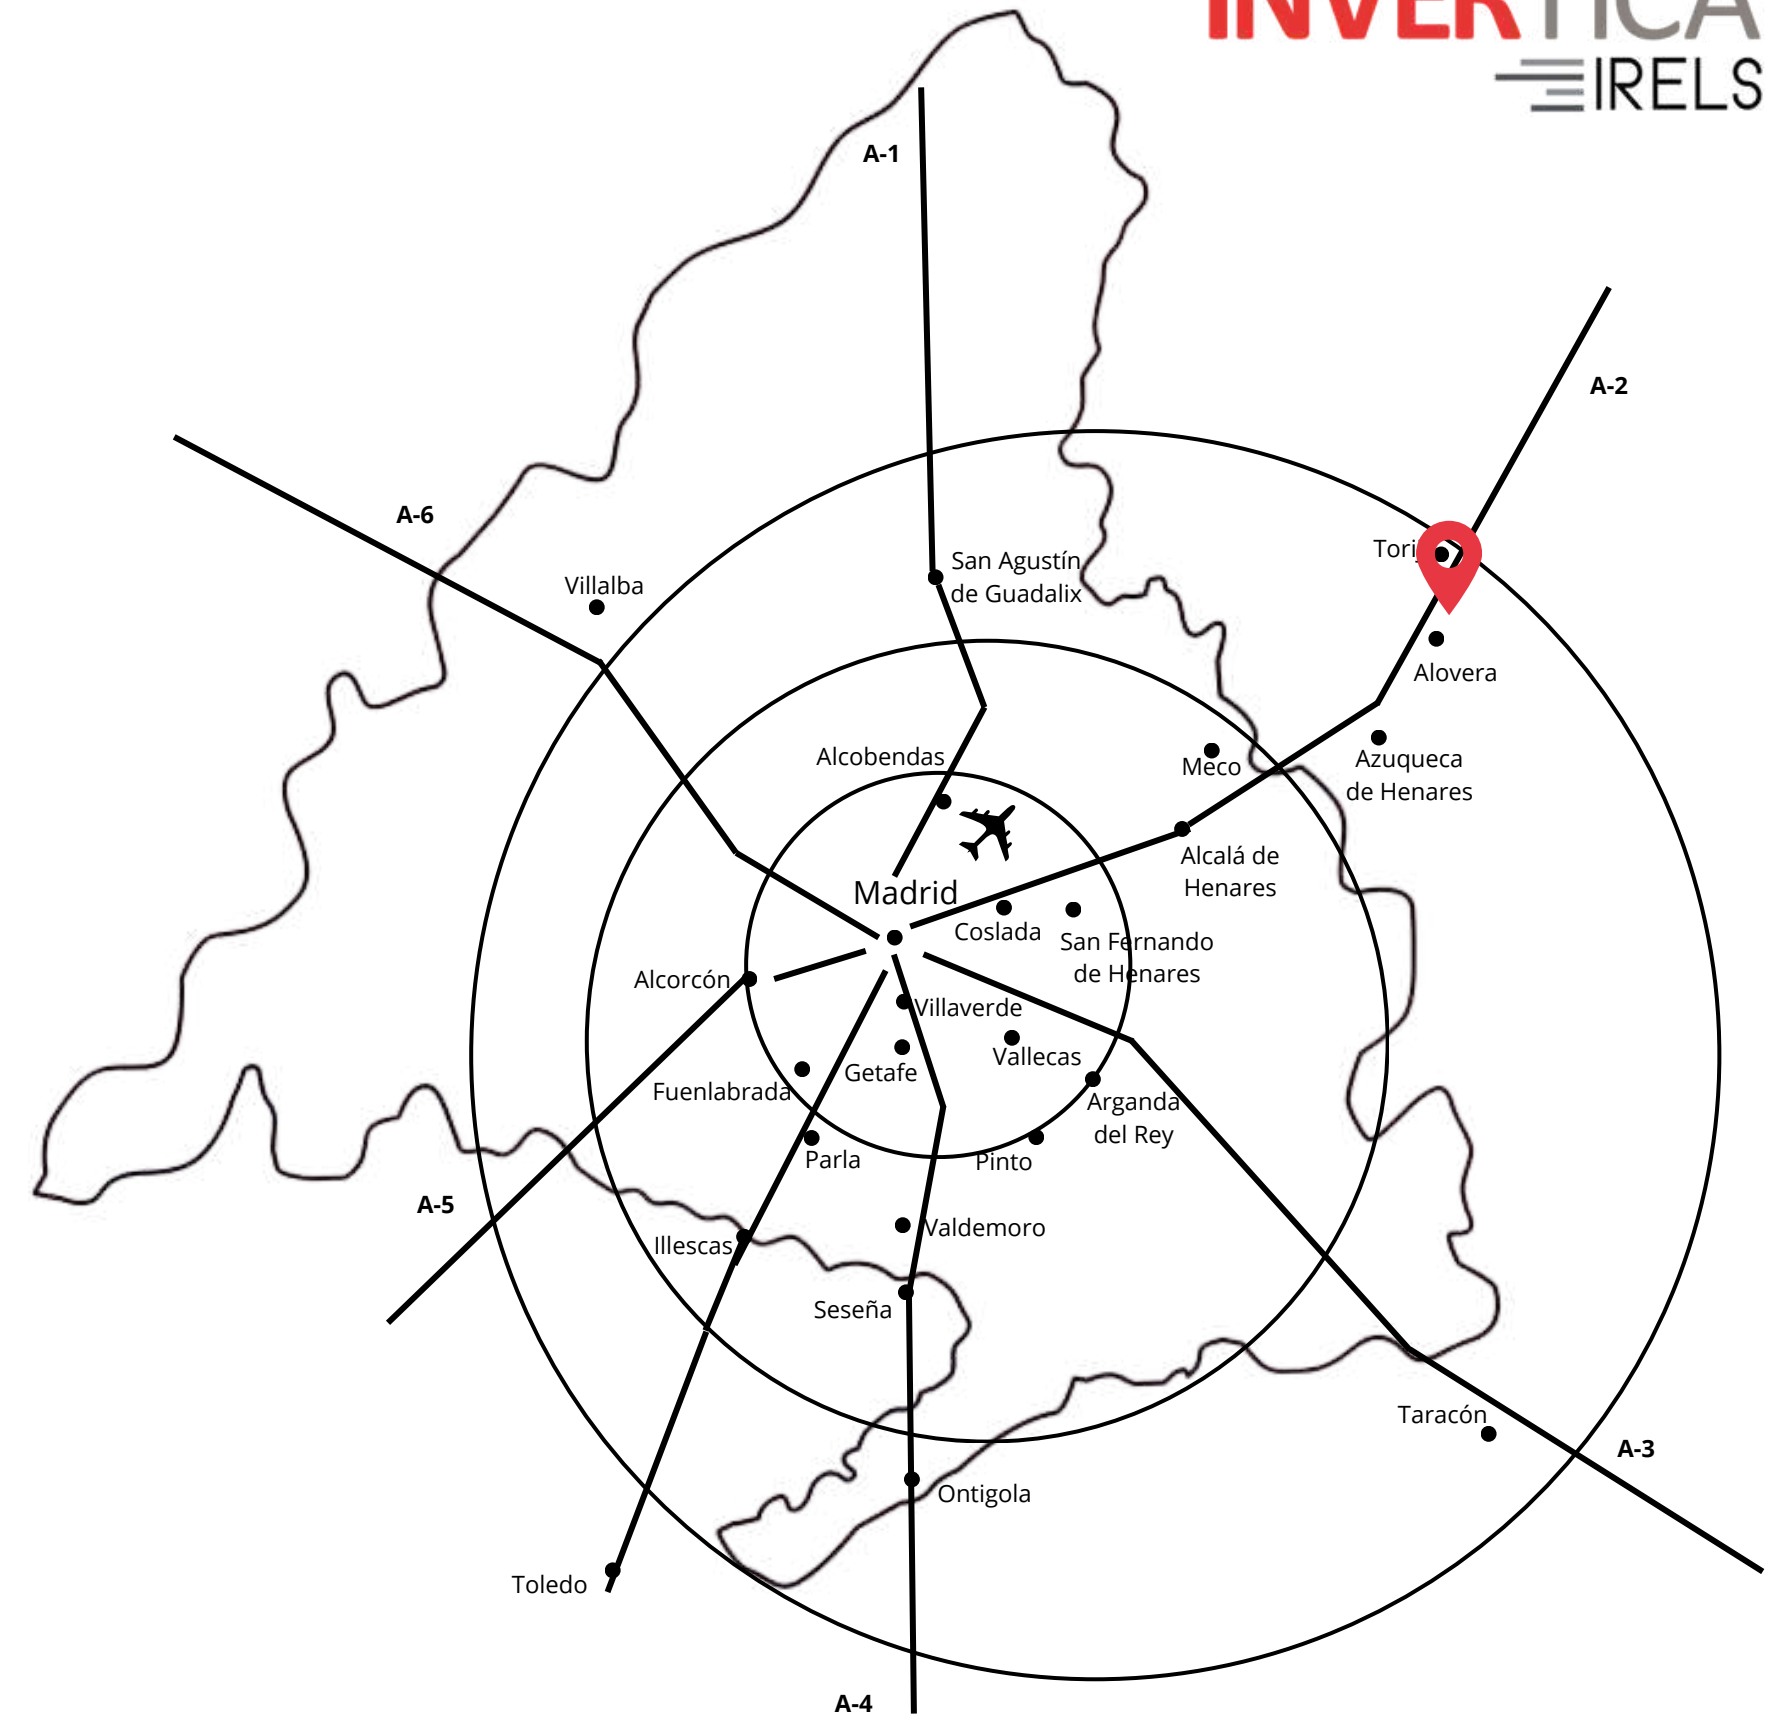 INVERTICA
IRELS
A-1
A-2
A-6
San Agustín
de Guadalix
Villalba
Alovera
Alcobendas
Meco
Azuqueca
de Henares
Alcalá de
Henares
Madrid
Coslada
San Fernando
de Henares
Alcorcón
Villaverde
Vallecas
Getafe
Fuenlabrada
Arganda
del Rey
Parla
Pinto
A-5
Valdemoro
Illescas
Seseña
Taracón
A-3
Ontigola
Toledo
A-4